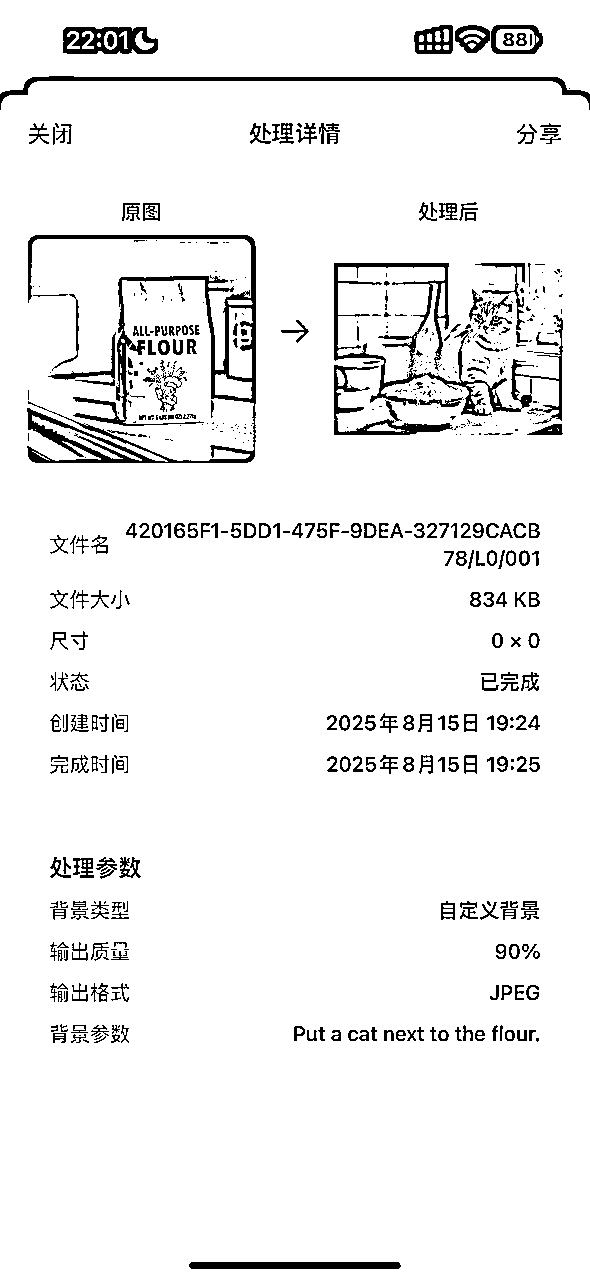 22:01
88
关闭
处理详情
分享
原图
处理后
ALL-PURPOSE
FLOUR
文件名
420165F1-5DD1-475F-9DEA-327129CACB
78/L0/001
文件大小
834 KB
尺寸
0 × 0
状态
已完成
创建时间
2025年8月15日 19:24
完成时间
2025年8月15日 19:25
处理参数
背景类型
自定义背景
输出质量
90%
输出格式
JPEG
背景参数
Put a cat next to the flour.